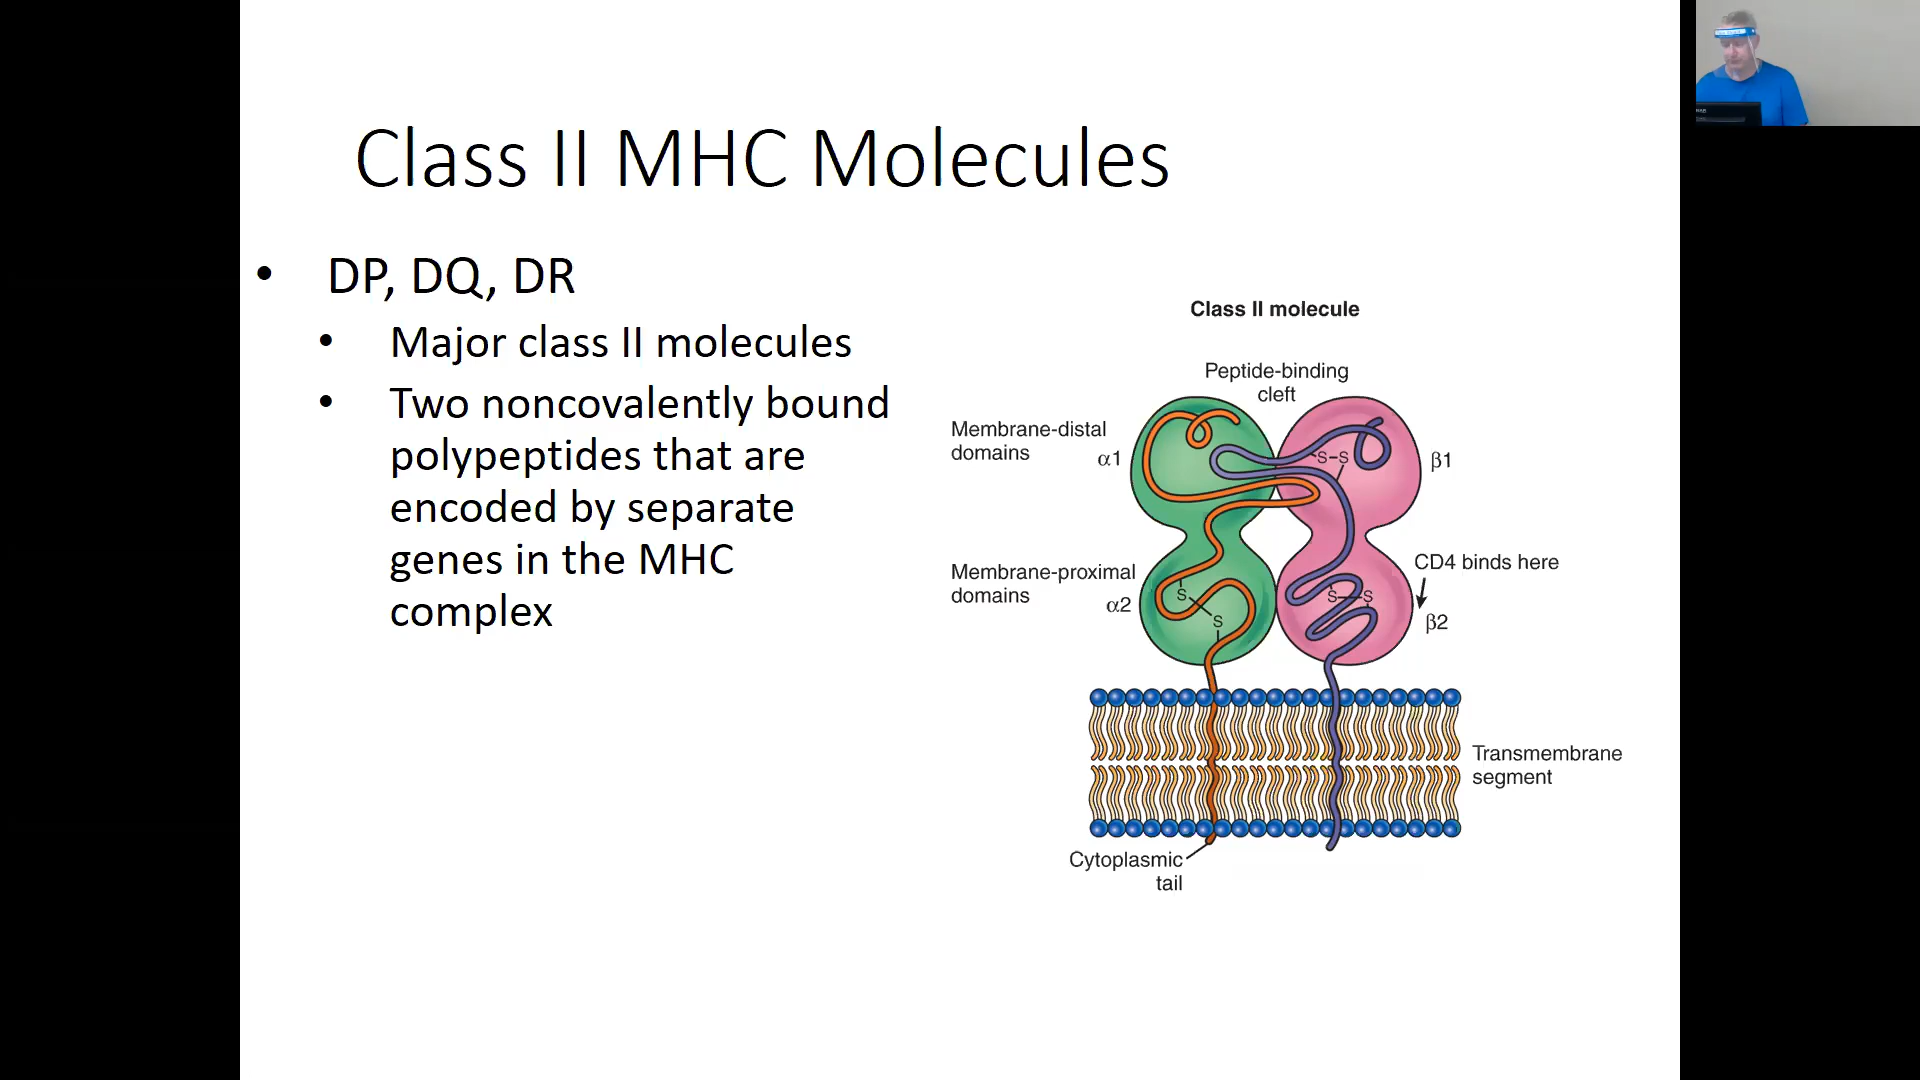 Class II MHC Molecules
• DP, DQ, DR
• Major class II molecules
• Two noncovalently bound
polypeptides that are
encoded by separate
genes in the MHC
complex
Class II molecule
Peptide-binding
cleft
Membrane-distal
domains
α1
S-S
β1
Membrane-proximal
domains
α2
S
S
S-S
CD4 binds here
β2
Transmembrane
segment
Cytoplasmic
tail